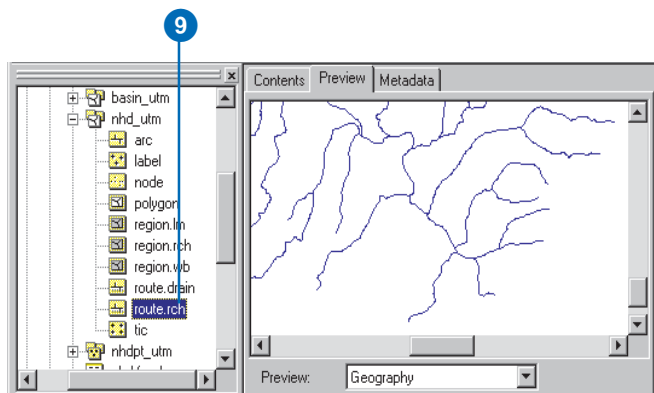 9
Contents Preview Metadata
basin_utm
nhd_utm
arc
label
node
polygon
region.lm
region.rch
region.wb
route.drain
route.rch
tic
nhdpt_utm
Preview: Geography